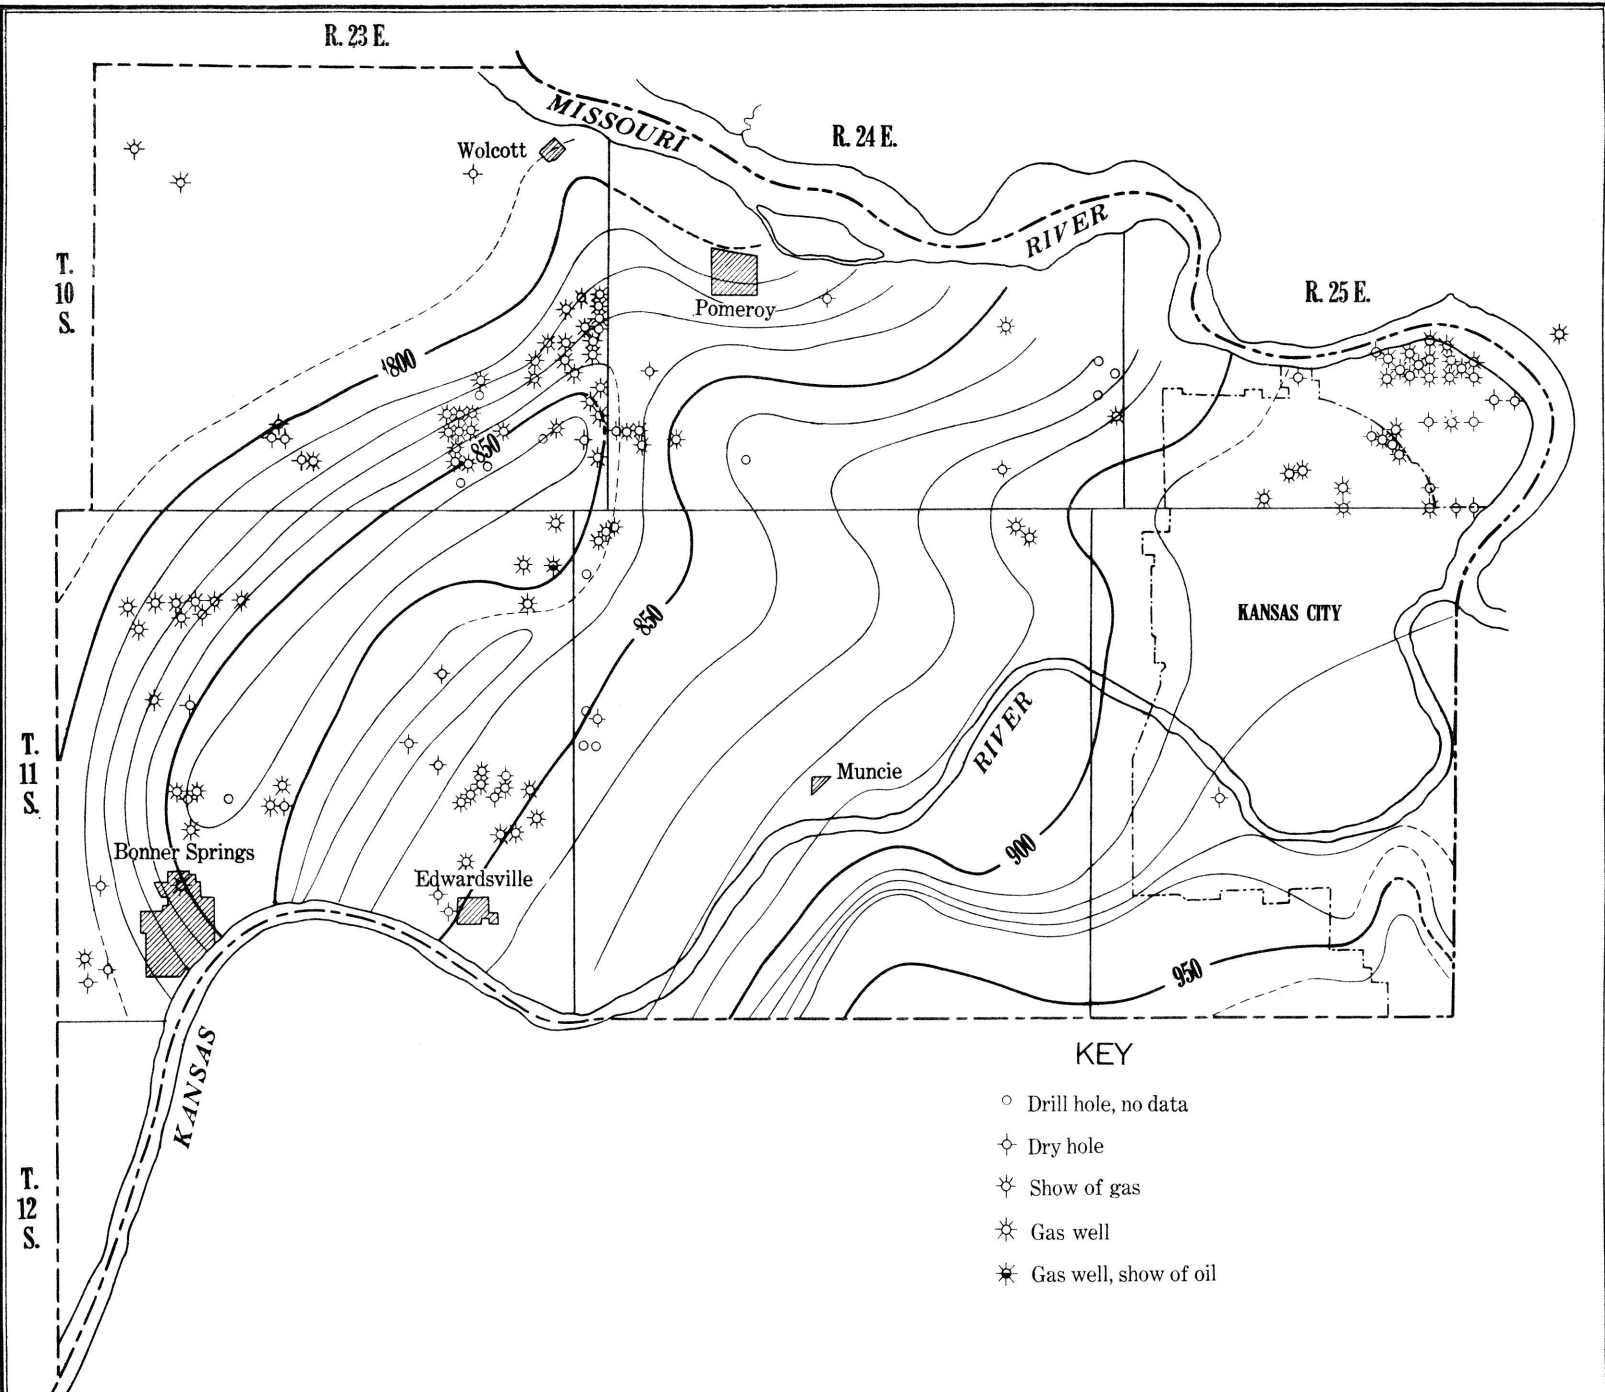 R. 23 E.
MISSOURI
R. 24 E.
Wolcott
RIVER
T.
10
S.
R. 25 E.
Pomeroy
800
850
KANSAS CITY
850
T.
11
S.
RIVER
Muncie
Bonner Springs
900
Edwardsville
950
KANSAS
KEY
Drill hole, no data
Dry hole
Show of gas
Gas well
Gas well, show of oil
T.
12
S.